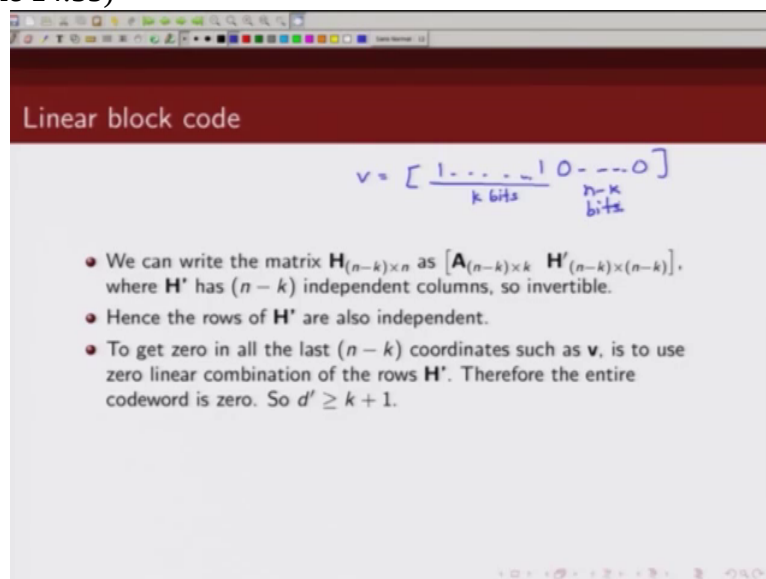 Linear block code
v = [ 1 . . . . . 1 0 - - - . 0 ]
k bits n-k
bits
• We can write the matrix H₍ₙ₋ₖ₎ₓₙ as [A₍ₙ₋ₖ₎ₓₖ H'₍ₙ₋ₖ₎ₓ₍ₙ₋ₖ₎],
where H' has (n − k) independent columns, so invertible.
• Hence the rows of H' are also independent.
• To get zero in all the last (n − k) coordinates such as v, is to use
zero linear combination of the rows H'. Therefore the entire
codeword is zero. So d' ≥ k + 1.